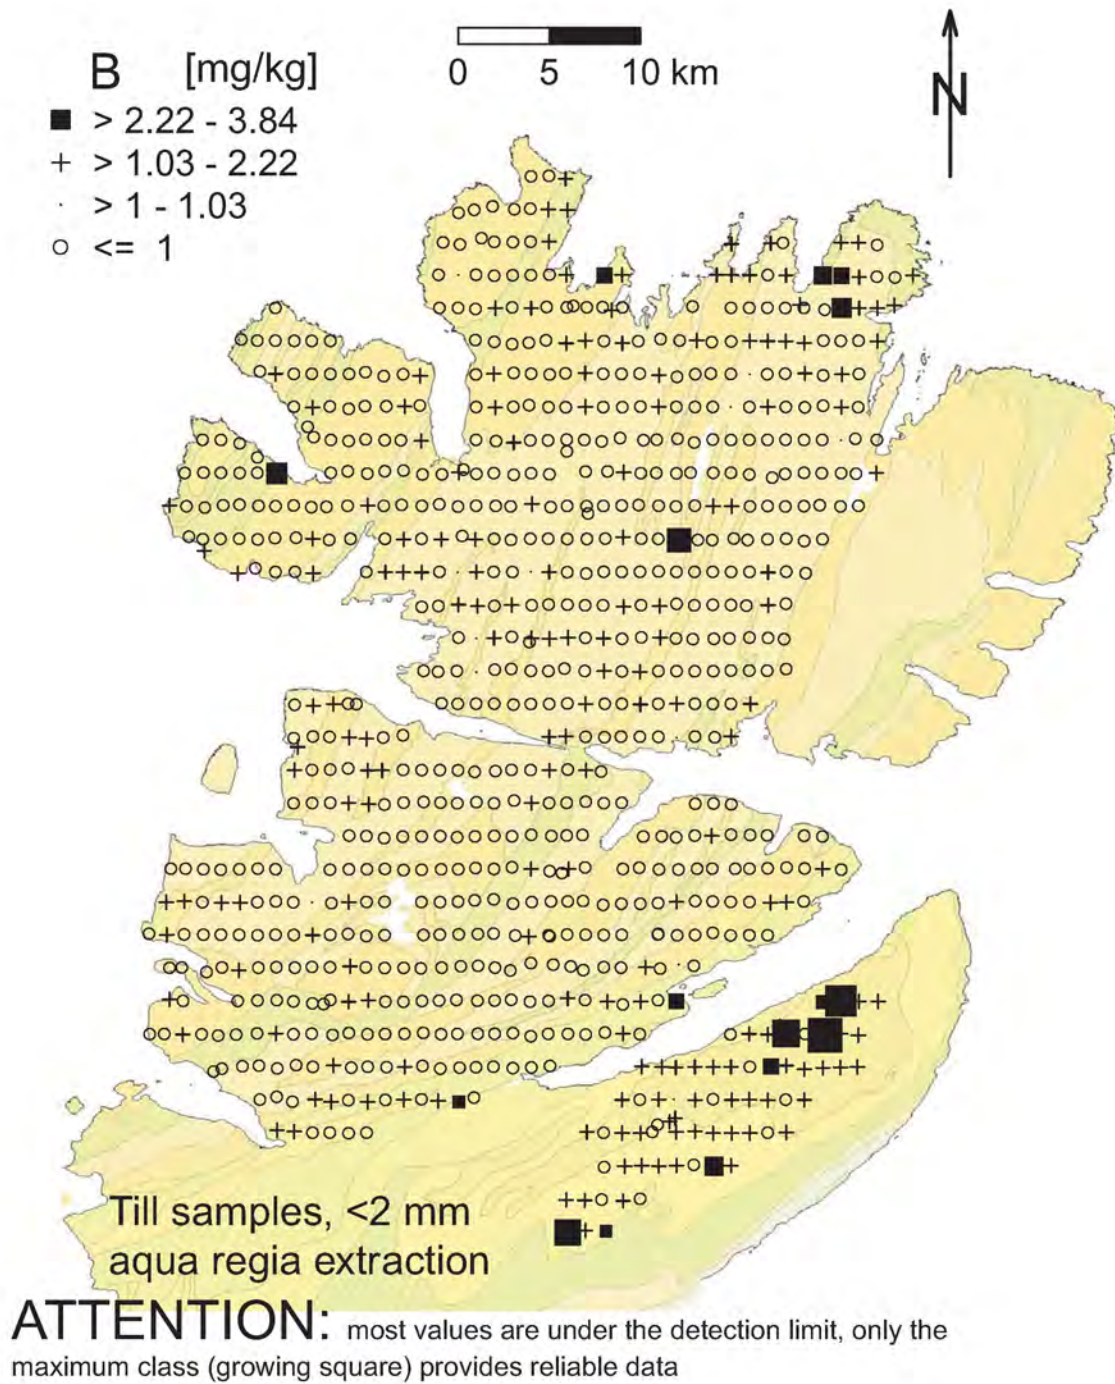 B [mg/kg]
> 2.22 - 3.84
> 1.03 - 2.22
> 1 - 1.03
<= 1
0 5 10 km
N
Till samples, <2 mm
aqua regia extraction
ATTENTION: most values are under the detection limit, only the
maximum class (growing square) provides reliable data